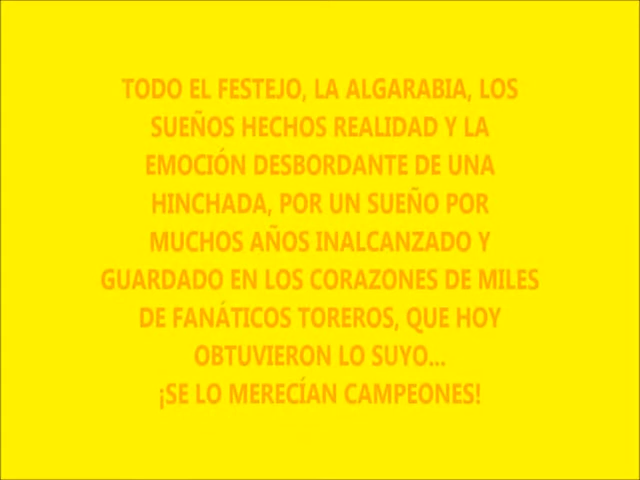 TODO EL FESTEJO, LA ALGARABIA, LOS
SUEÑOS HECHOS REALIDAD Y LA
EMOCIÓN DESBORDANTE DE UNA
HINCHADA, POR UN SUEÑO POR
MUCHOS AÑOS INALCANZADO Y
GUARDADO EN LOS CORAZONES DE MILES
DE FANÁTICOS TOREROS, QUE HOY
OBTUVIERON LO SUYO...
¡SE LO MERECÍAN CAMPEONES!